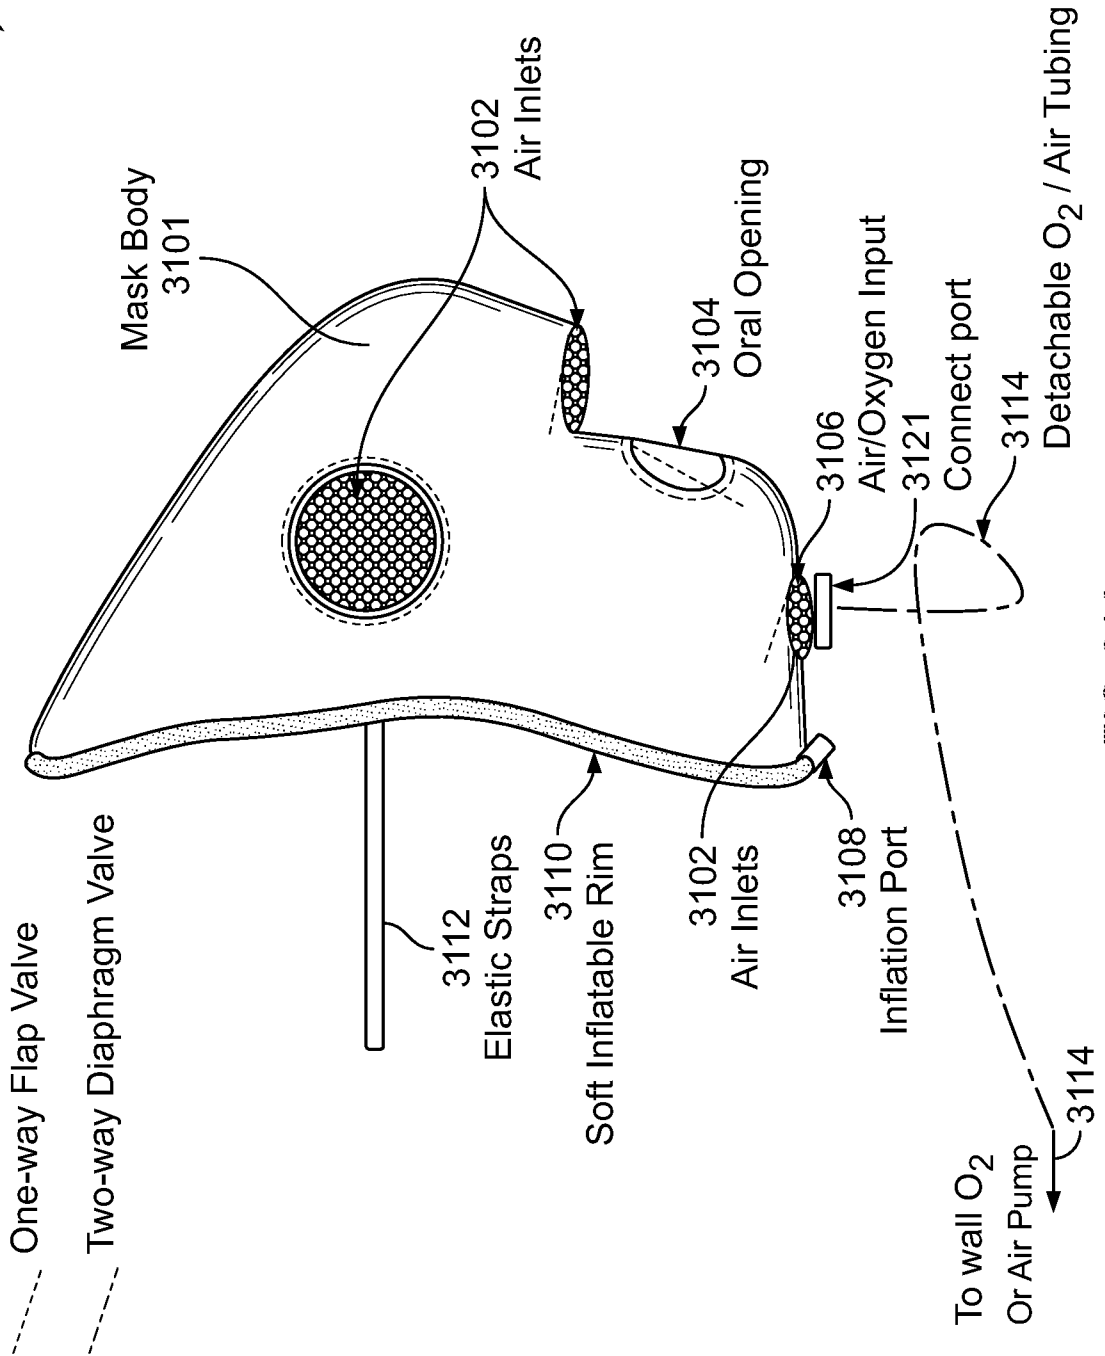 One-way Flap Valve
Two-way Diaphragm Valve
Mask Body
3101
3102
Air Inlets
3104
Oral Opening
3106
Air/Oxygen Input
3121
Connect port
3114
Detachable O2 / Air Tubing
3112
Elastic Straps
3110
Soft Inflatable Rim
3102
Air Inlets
3108
Inflation Port
To wall O2
Or Air Pump
3114